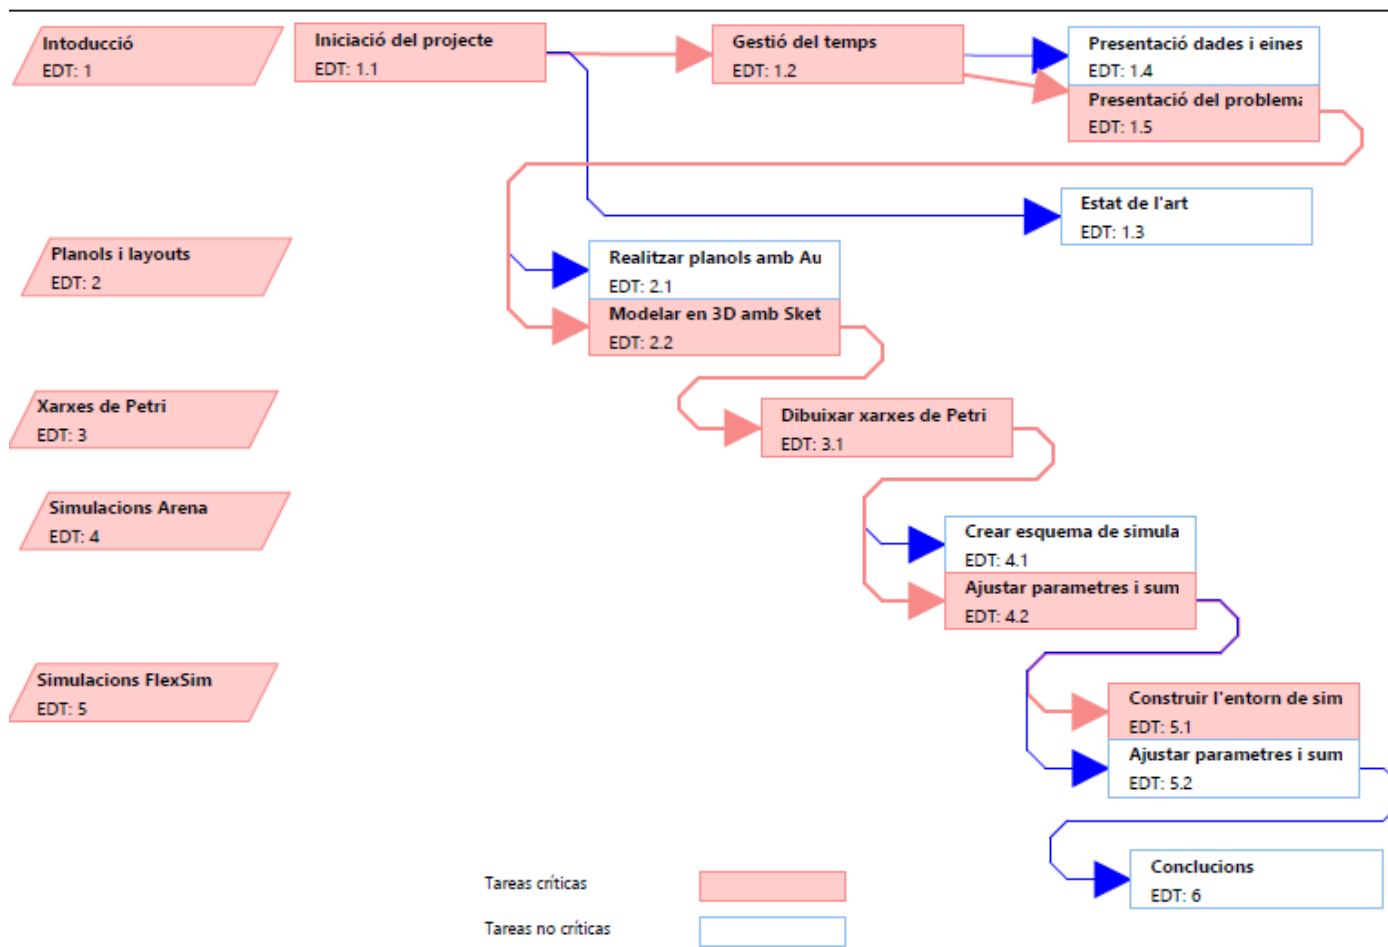 Intoducció
EDT: 1
Iniciació del projecte
EDT: 1.1
Gestió del temps
EDT: 1.2
Presentació dades i eines
EDT: 1.4
Presentació del problema
EDT: 1.5
Estat de l'art
EDT: 1.3
Planols i layouts
EDT: 2
Realitzar planols amb Au
EDT: 2.1
Modelar en 3D amb Sket
EDT: 2.2
Xarxes de Petri
EDT: 3
Dibuixar xarxes de Petri
EDT: 3.1
Simulacions Arena
EDT: 4
Crear esquema de simula
EDT: 4.1
Ajustar parametres i sum
EDT: 4.2
Simulacions FlexSim
EDT: 5
Construir l'entorn de sim
EDT: 5.1
Ajustar parametres i sum
EDT: 5.2
Conclucions
EDT: 6
Tareas críticas
Tareas no críticas